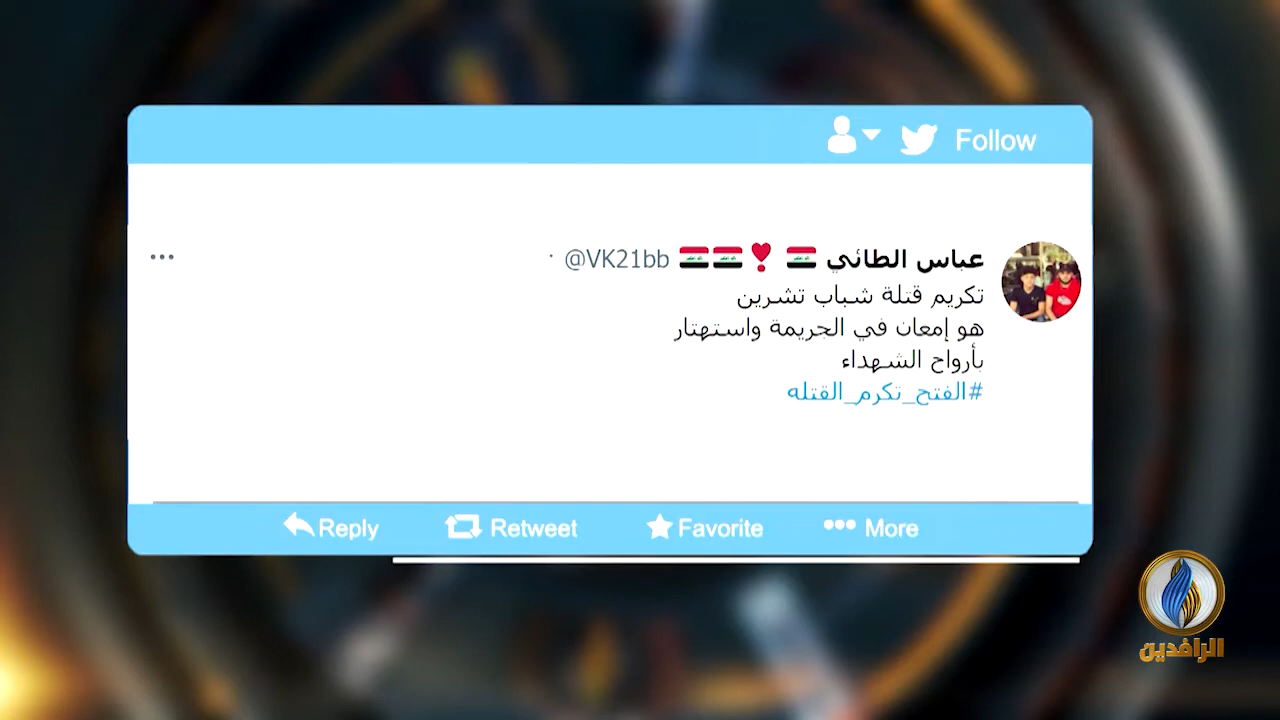 Follow
عباس الطائي 🇮🇶 ❣️ 🇮🇶🇮🇶 @VK21bb ·
تكريم قتلة شباب تشرين
هو إمعان في الجريمة واستهتار
بأرواح الشهداء
#الفتح_تكرم_القتله
Reply Retweet Favorite More
الرافدين